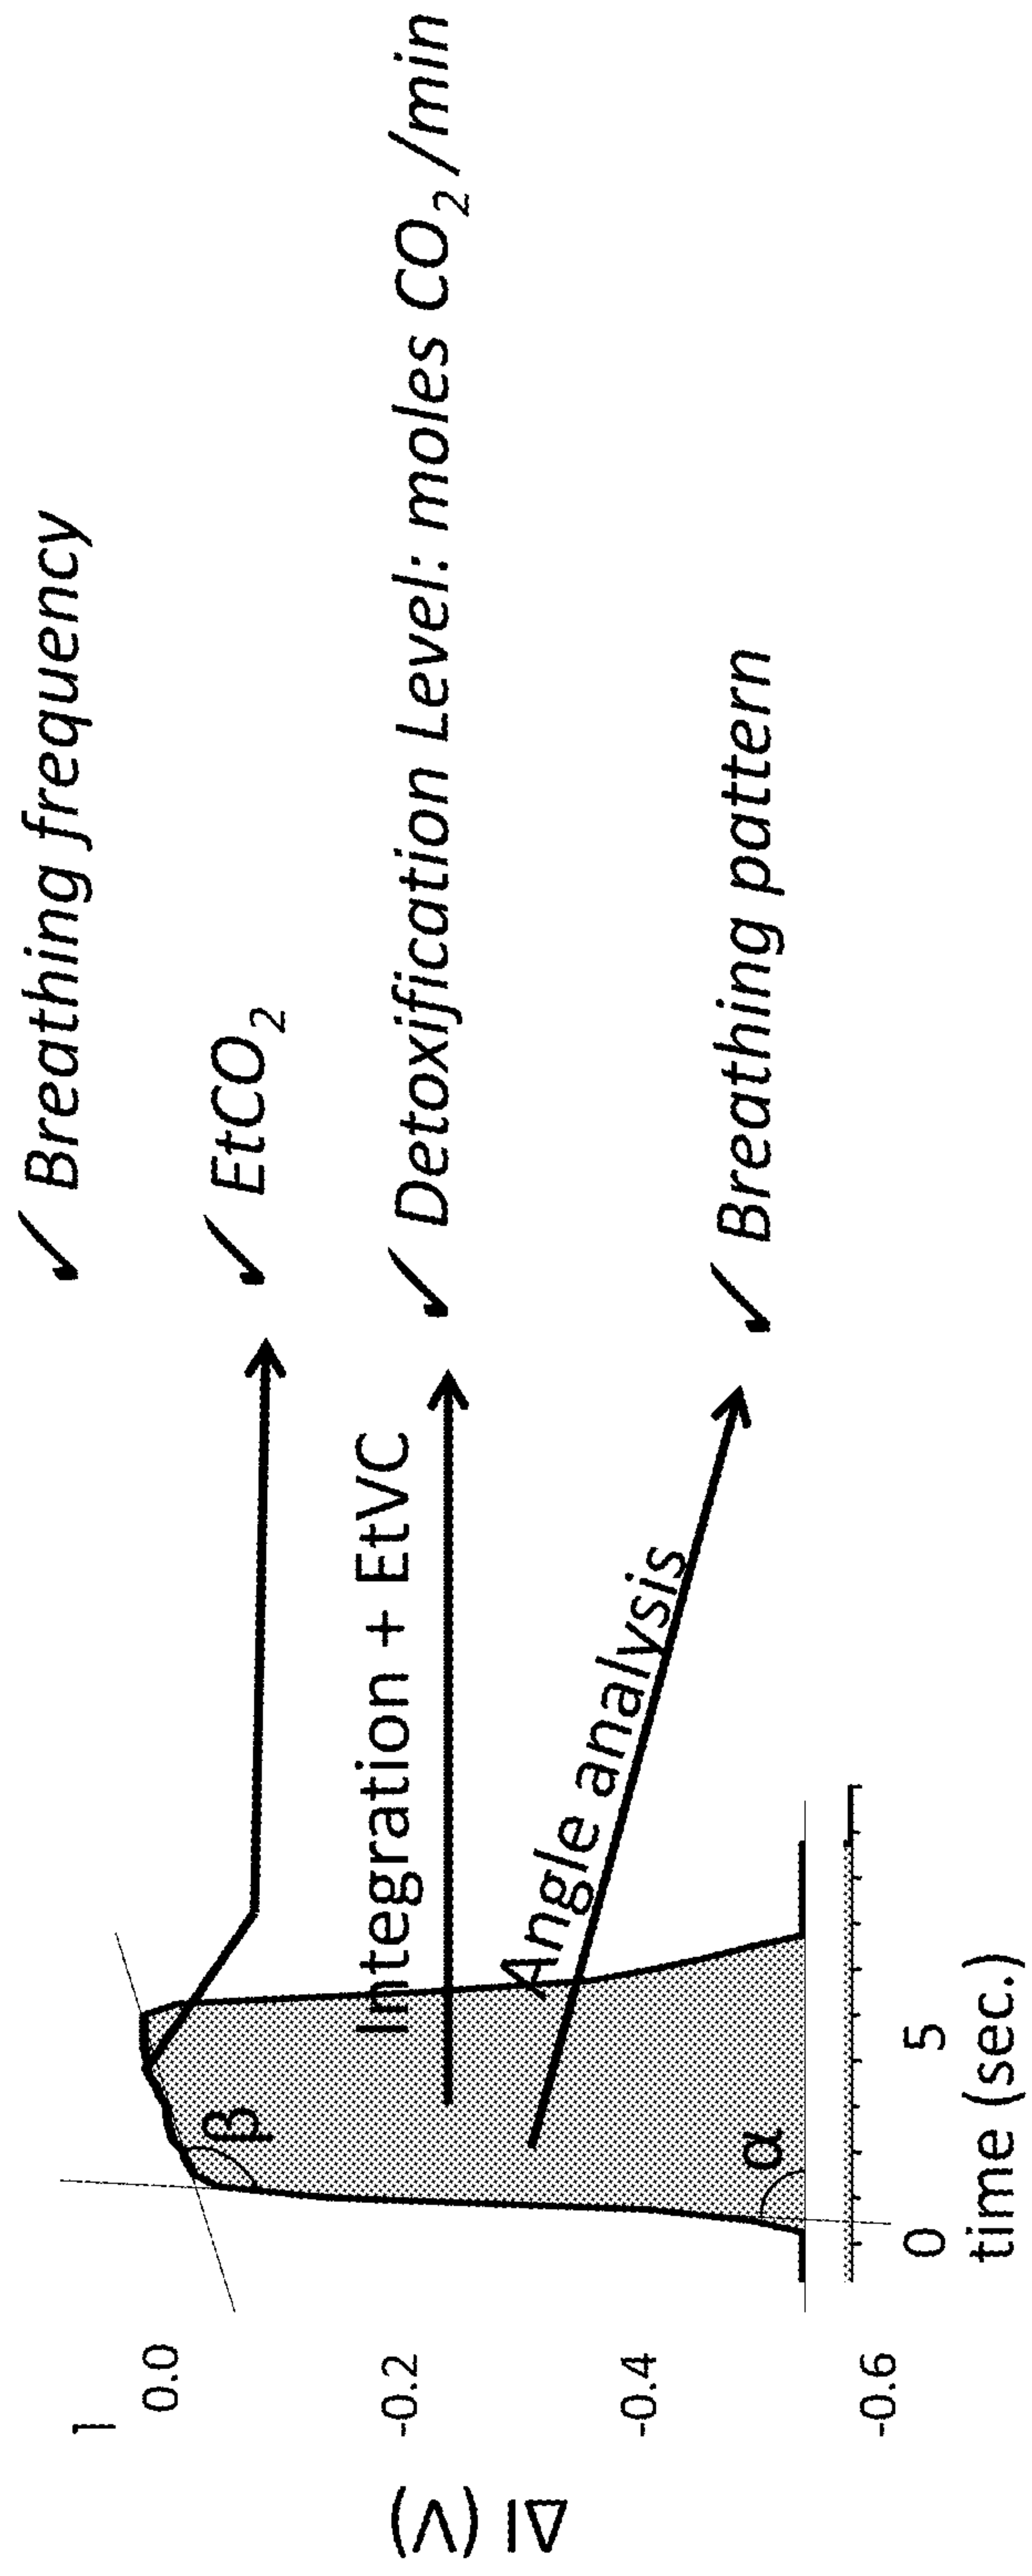 ✓ Breathing frequency
✓ EtCO₂
Integration + EtVC
✓ Detoxification Level: moles CO₂/min
Angle analysis
✓ Breathing pattern
β
α
1
0.0
-0.2
-0.4
-0.6
ΔI (V)
0 5
time (sec.)